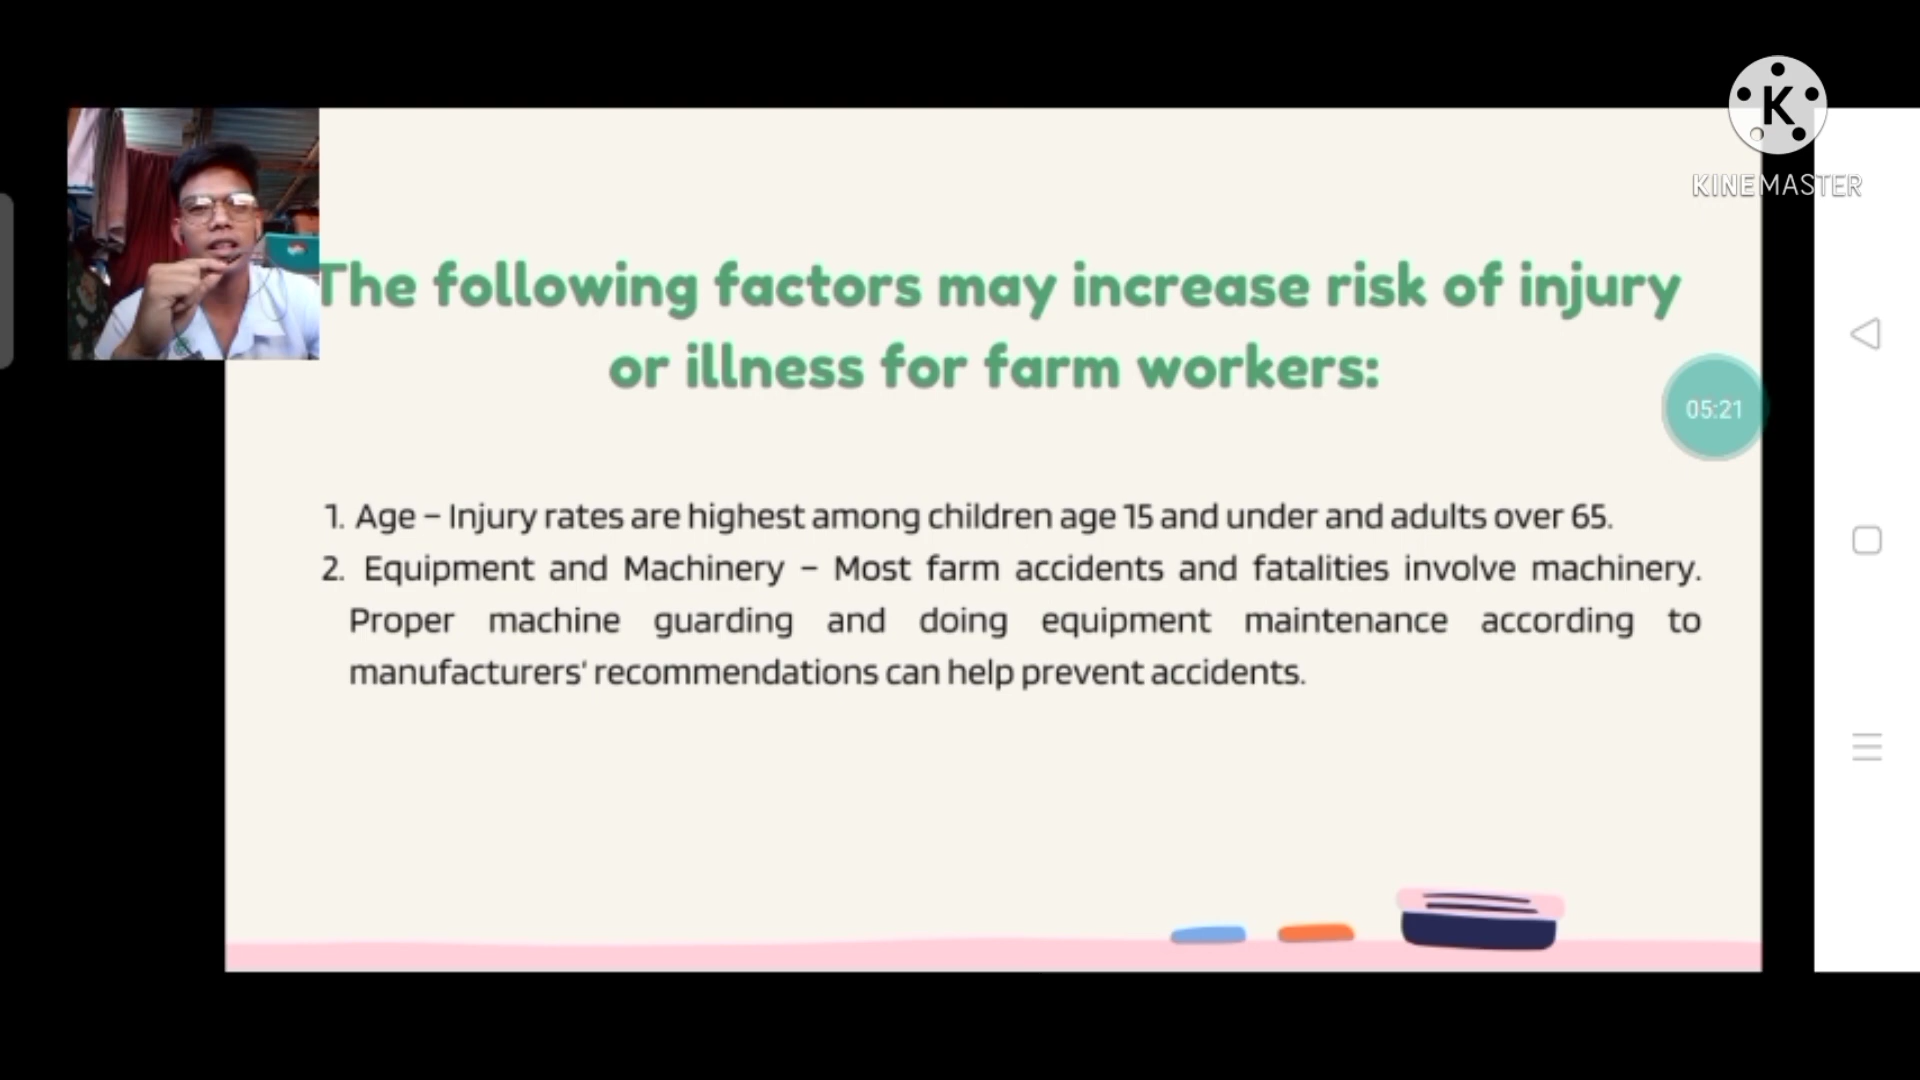 K
KINEMASTER
The following factors may increase risk of injury
or illness for farm workers:
05:21
1. Age – Injury rates are highest among children age 15 and under and adults over 65.
2. Equipment and Machinery – Most farm accidents and fatalities involve machinery.
Proper machine guarding and doing equipment maintenance according to
manufacturers' recommendations can help prevent accidents.